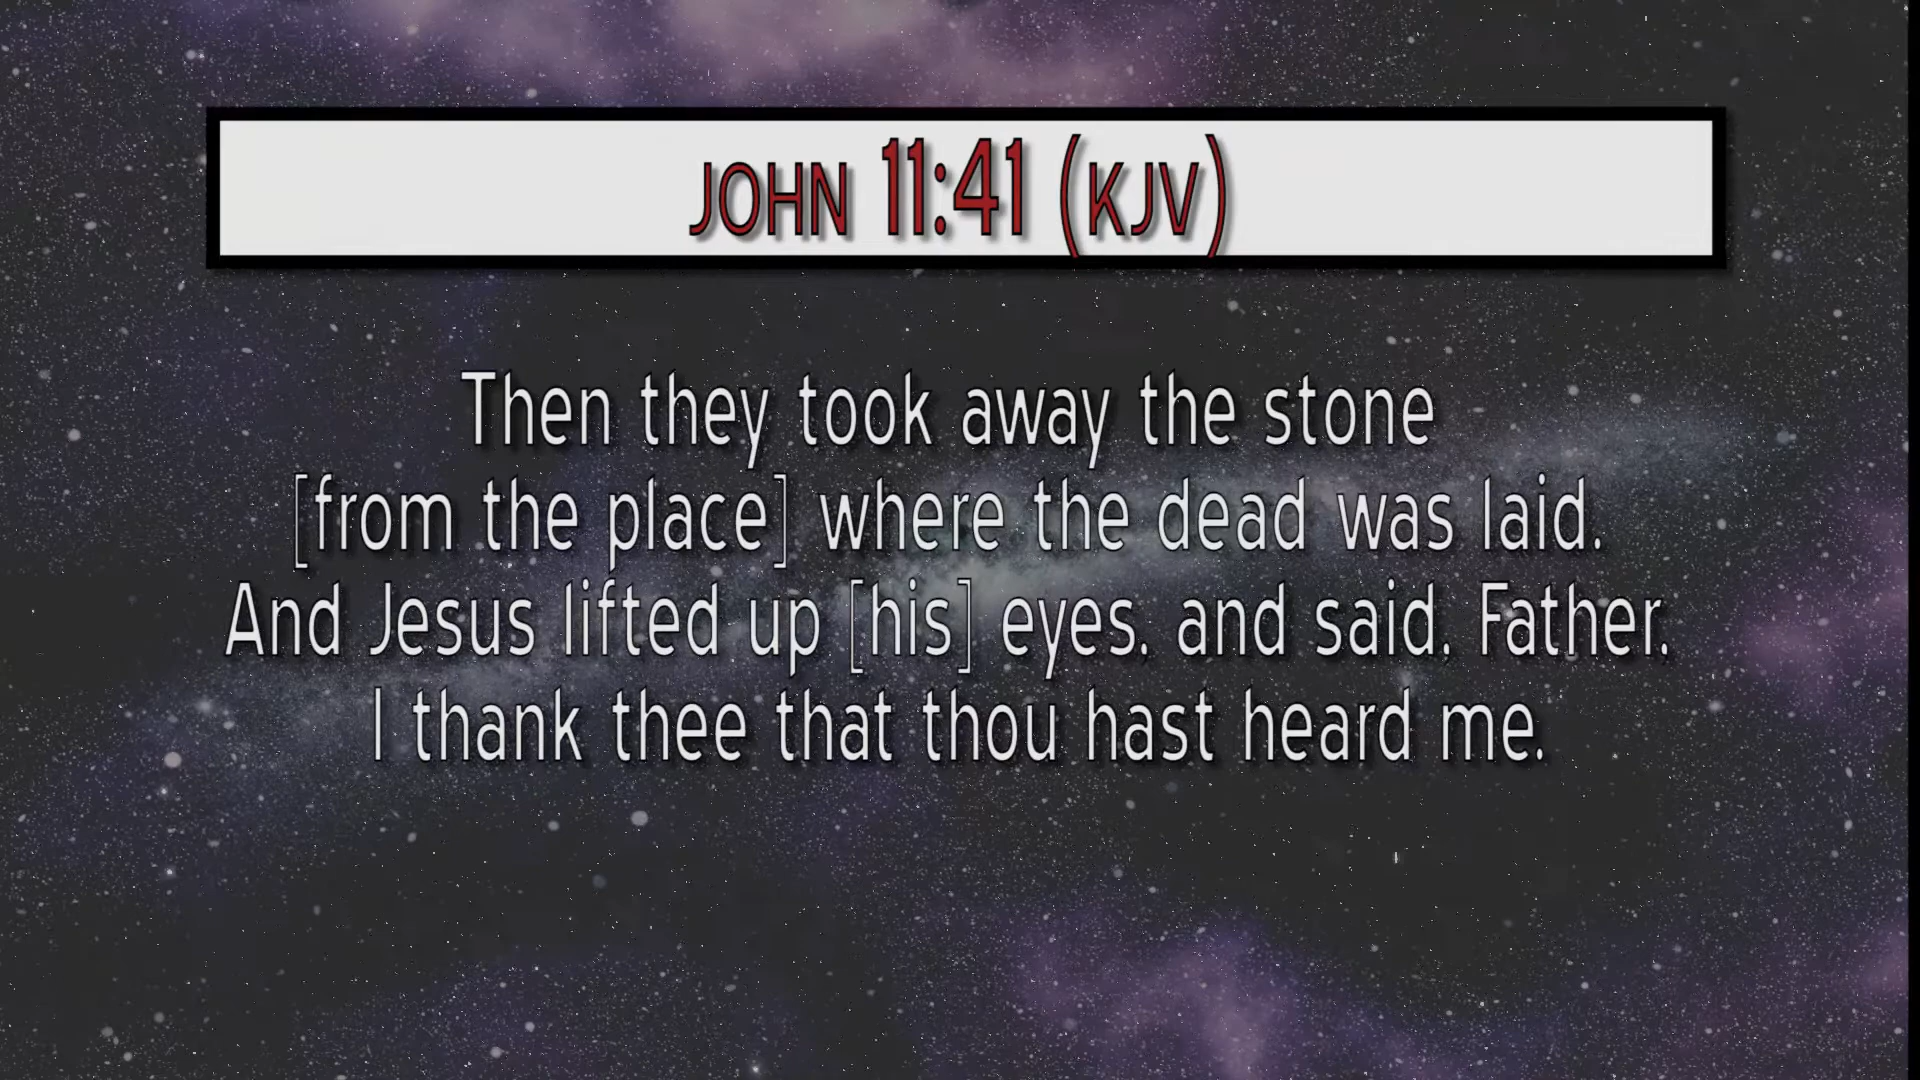 JOHN 11:41 (KJV)
Then they took away the stone
[from the place] where the dead was laid.
And Jesus lifted up [his] eyes, and said, Father,
I thank thee that thou hast heard me.